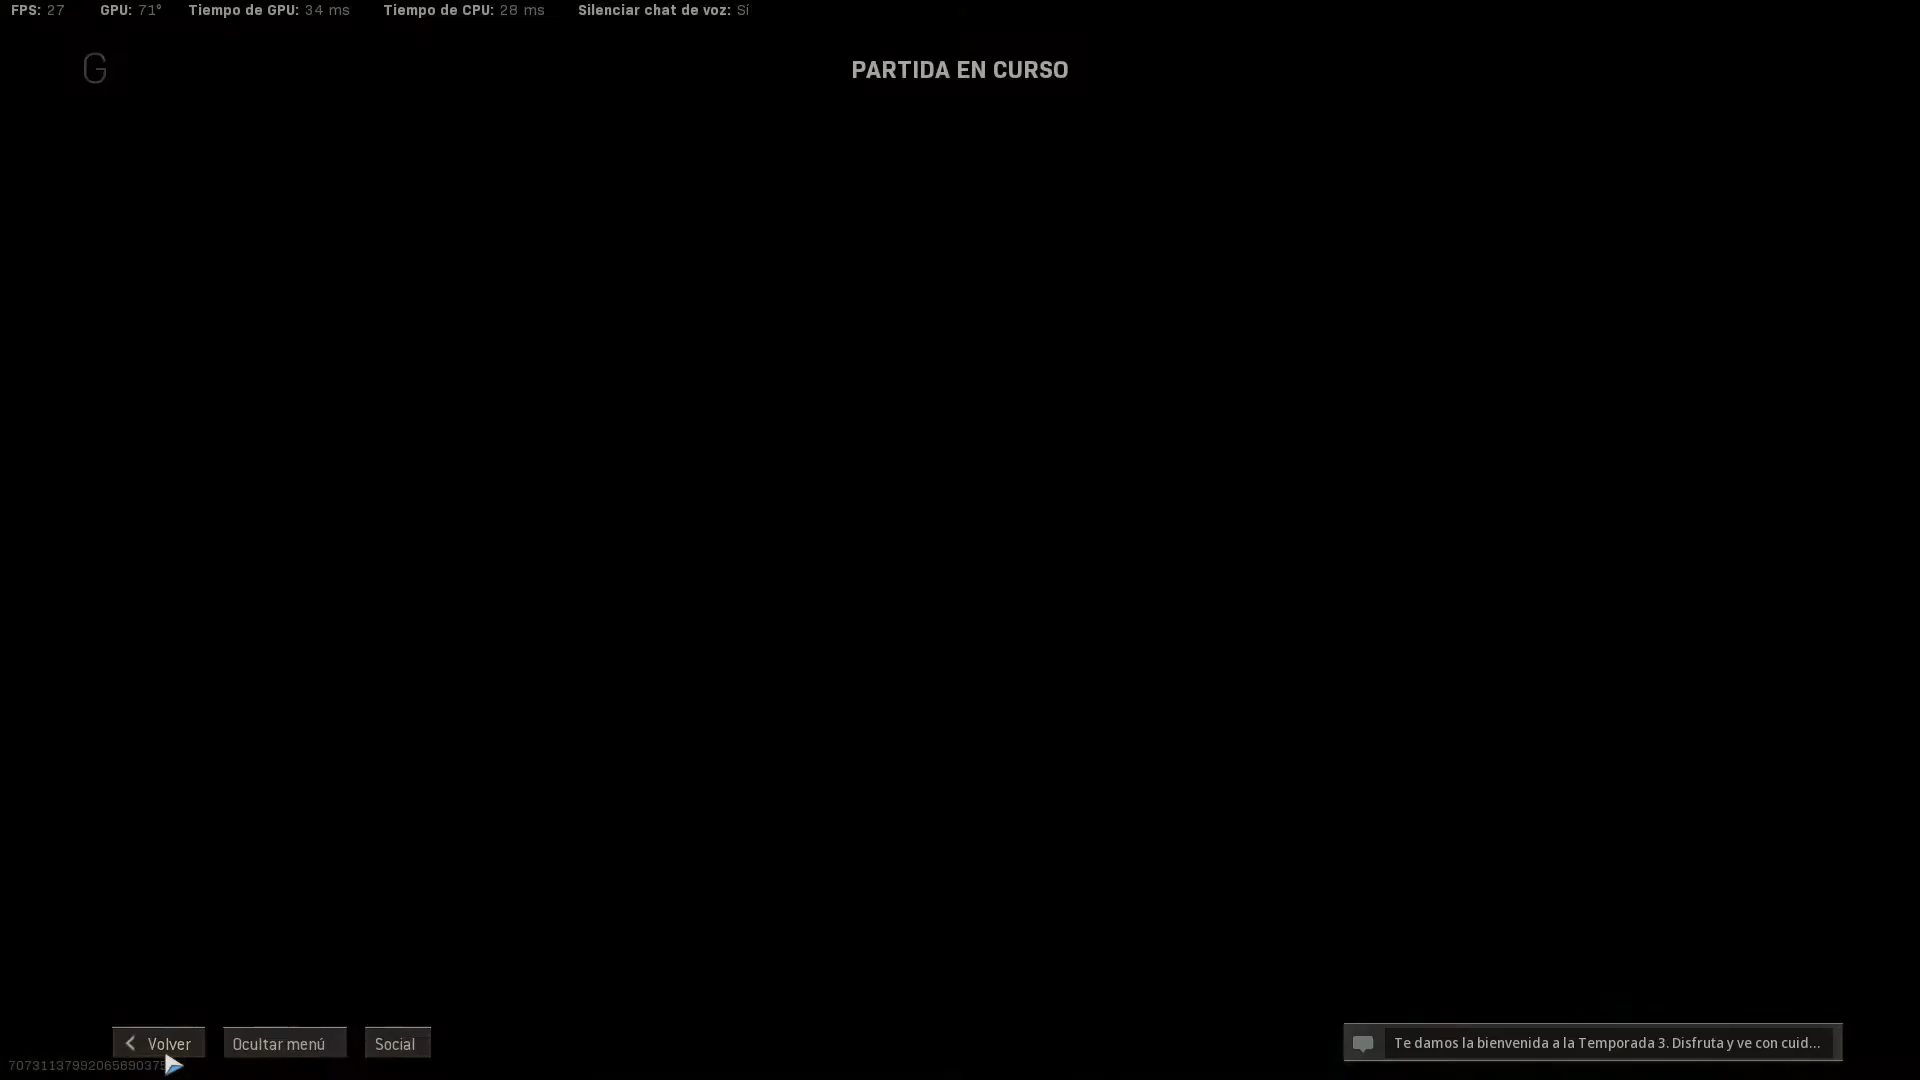 FPS: 27 GPU: 71° Tiempo de GPU: 34 ms Tiempo de CPU: 28 ms Silenciar chat de voz: Sí
G
PARTIDA EN CURSO
Volver Ocultar menú Social
Te damos la bienvenida a la Temporada 3. Disfruta y ve con cuid...